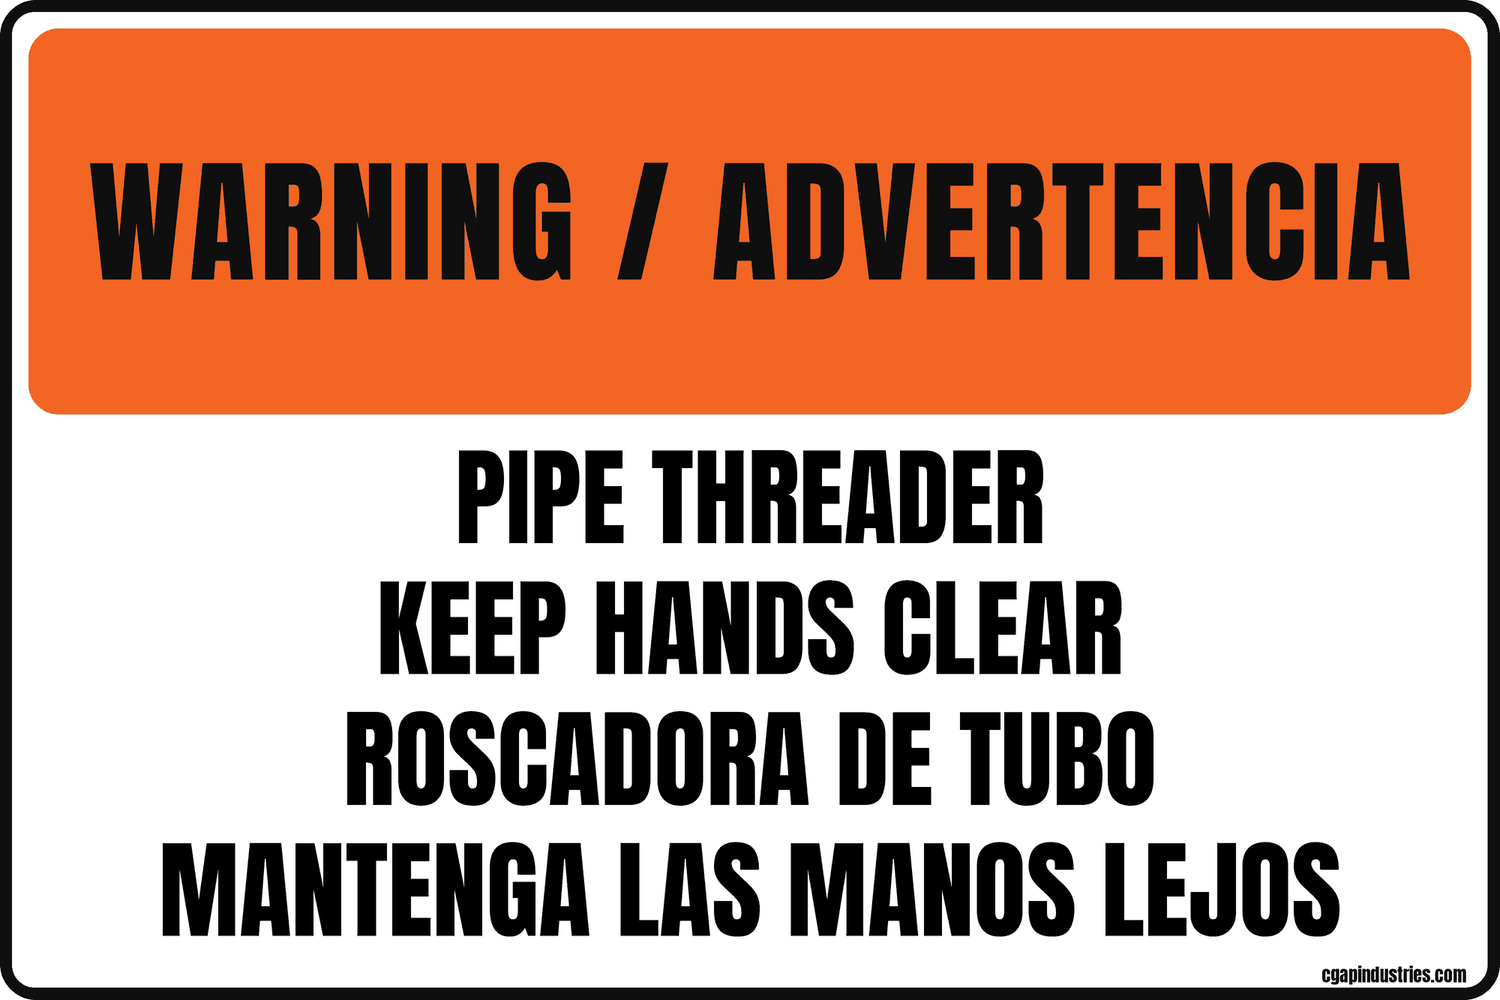 WARNING / ADVERTENCIA
PIPE THREADER
KEEP HANDS CLEAR
ROSCADORA DE TUBO
MANTENGA LAS MANOS LEJOS
cgapindustries.com